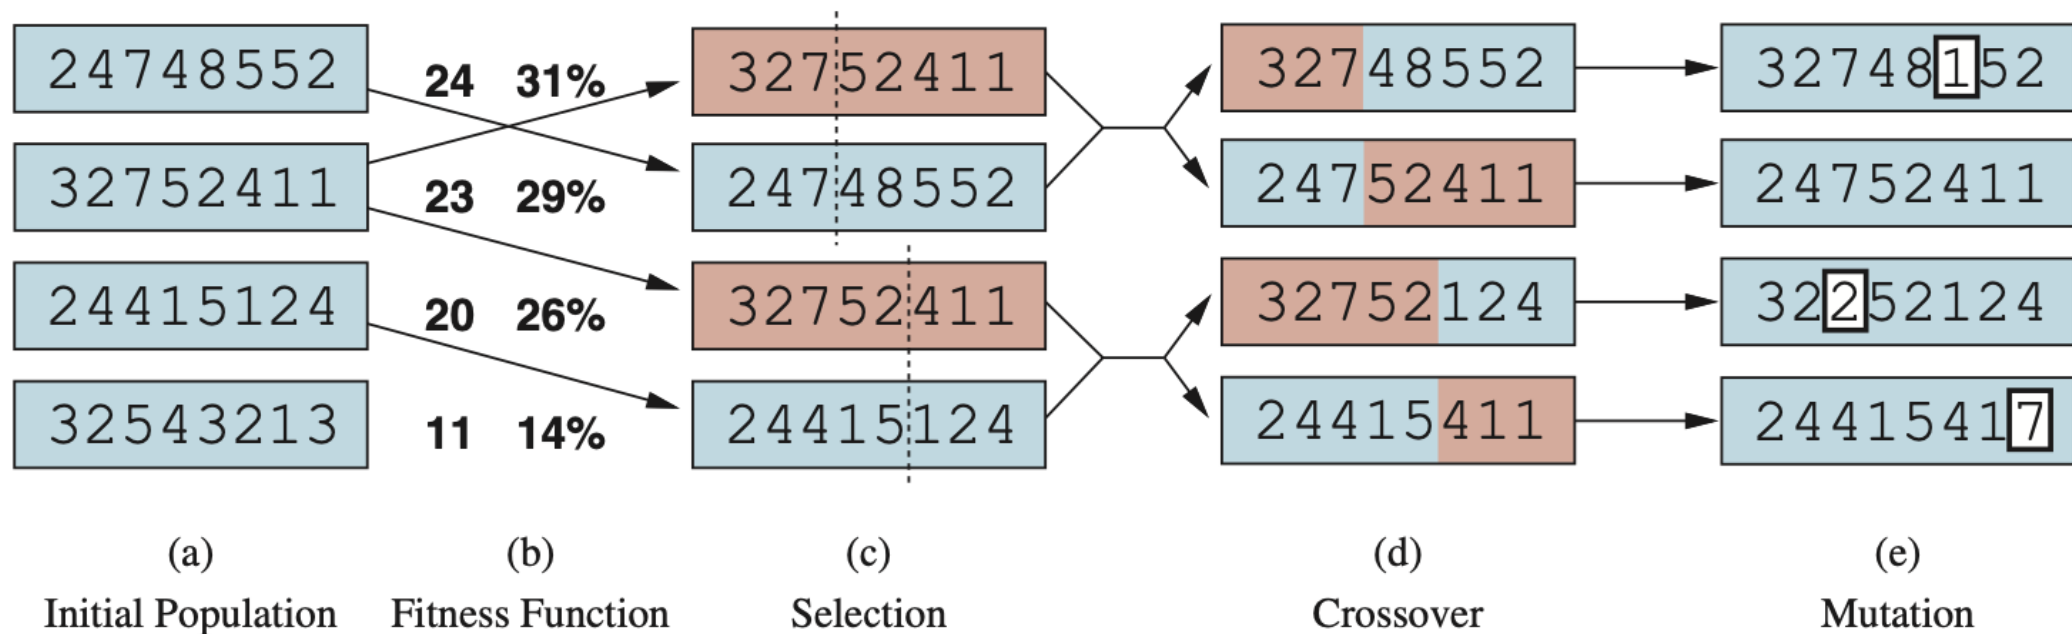 24748552 24 31% 32752411 32748552 32748152
32752411 23 29% 24748552 24752411 24752411
24415124 20 26% 32752411 32752124 32252124
32543213 11 14% 24415124 24415411 24415417
(a) (b) (c) (d) (e)
Initial Population Fitness Function Selection Crossover Mutation